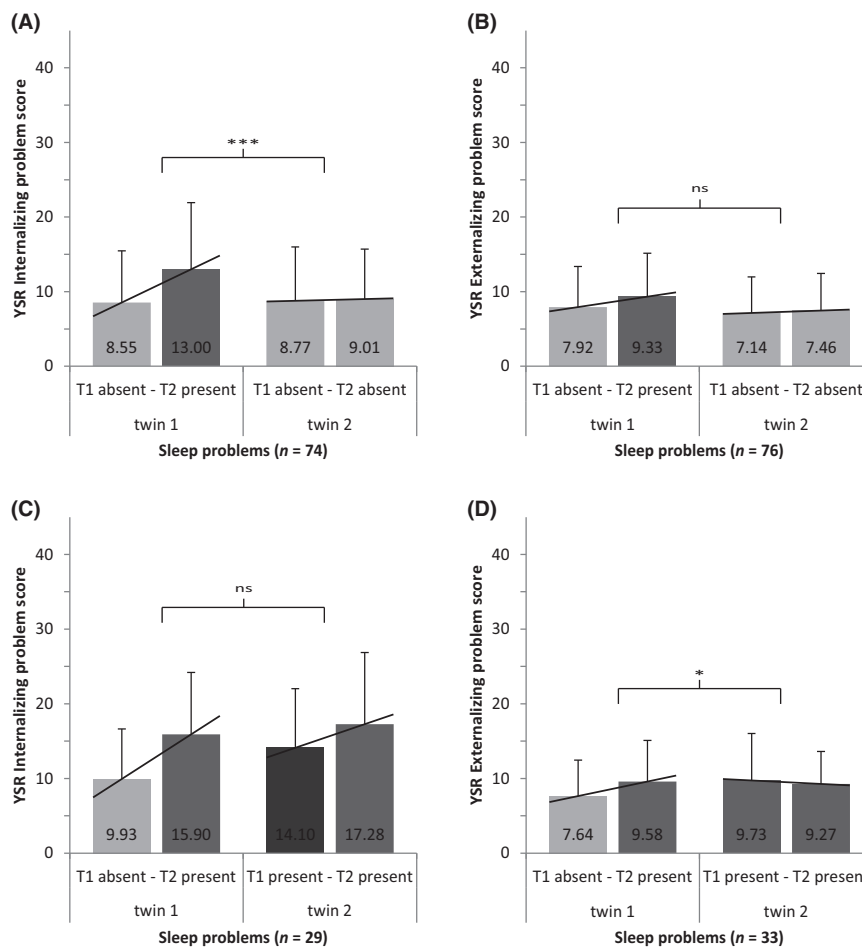 (A)
YSR Internalizing problem score
40
30
20
10
0
***
8.55
13.00
8.77
9.01
T1 absent - T2 present
T1 absent - T2 absent
twin 1
twin 2
Sleep problems (n = 74)
(B)
YSR Externalizing problem score
40
30
20
10
0
ns
7.92
9.33
7.14
7.46
T1 absent - T2 present
T1 absent - T2 absent
twin 1
twin 2
Sleep problems (n = 76)
(C)
YSR Internalizing problem score
40
30
20
10
0
ns
9.93
15.90
14.10
17.28
T1 absent - T2 present
T1 present - T2 present
twin 1
twin 2
Sleep problems (n = 29)
(D)
YSR Externalizing problem score
40
30
20
10
0
*
7.64
9.58
9.73
9.27
T1 absent - T2 present
T1 present - T2 presen
twin 1
twin 2
Sleep problems (n = 33)